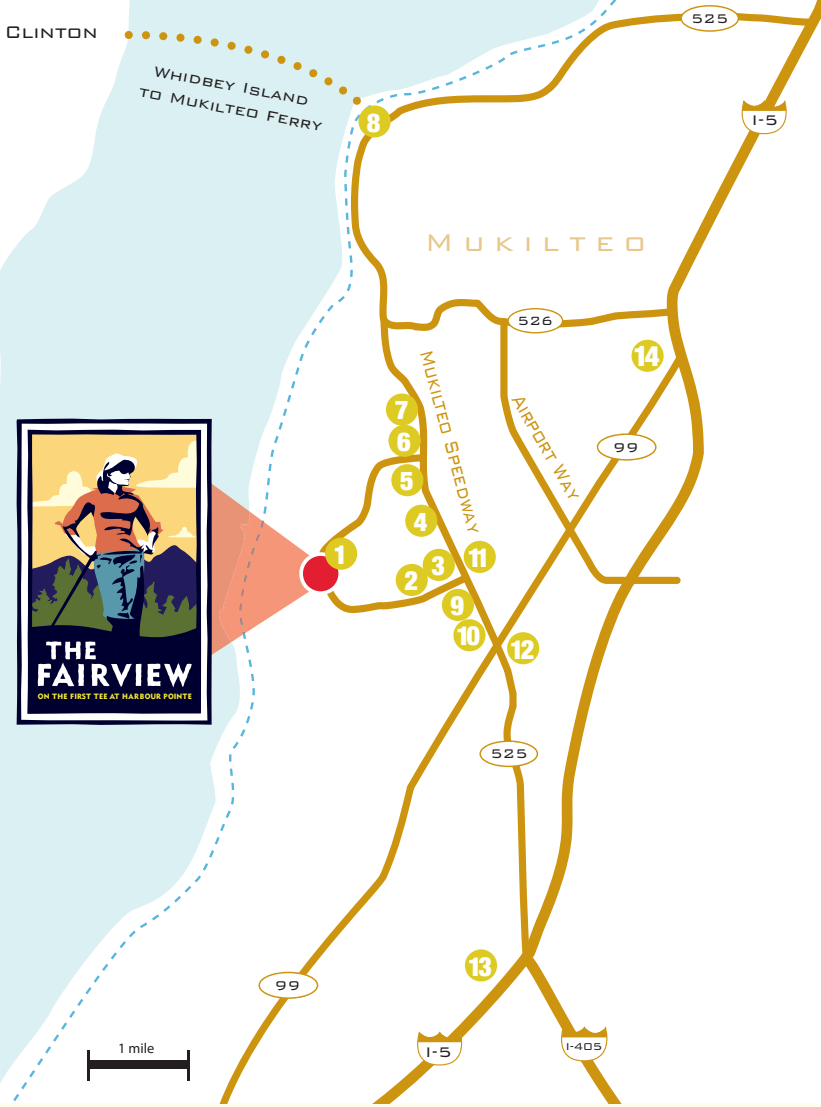 525
CLINTON
WHIDBEY ISLAND
TO MUKILTEO FERRY
8
I-5
MUKILTEO
526
14
MUKILTEO SPEEDWAY
AIRPORT WAY
7
6
99
5
4
1
11
3
2
9
10
12
THE
FAIRVIEW
ON THE FIRST TEE AT HARBOUR POINTE
525
13
99
1 mile
I-5
I-405